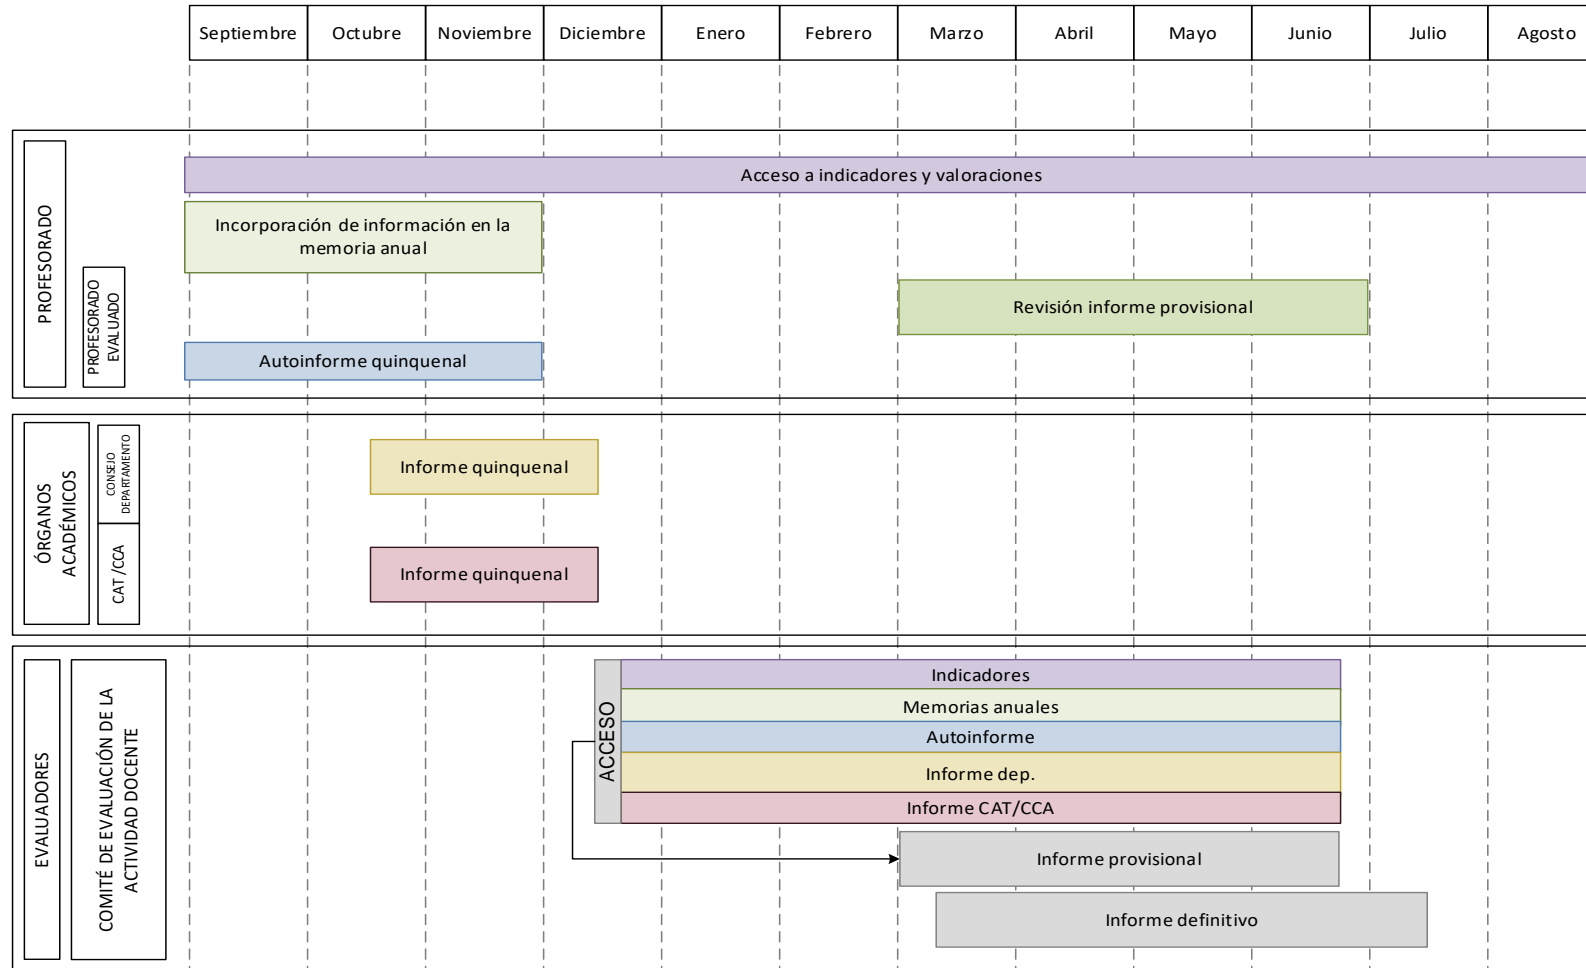 Septiembre
Octubre
Noviembre
Diciembre
Enero
Febrero
Marzo
Abril
Mayo
Junio
Julio
Agosto
PROFESORADO
Acceso a indicadores y valoraciones
Incorporación de información en la
memoria anual
PROFESORADO
EVALUADO
Revisión informe provisional
Autoinforme quinquenal
ÓRGANOS
ACADÉMICOS
CONSEJO
DEPARTAMENTO
Informe quinquenal
CAT /CCA
Informe quinquenal
EVALUADORES
COMITÉ DE EVALUACIÓN DE LA
ACTIVIDAD DOCENTE
ACCESO
Indicadores
Memorias anuales
Autoinforme
Informe dep.
Informe CAT/CCA
Informe provisional
Informe definitivo